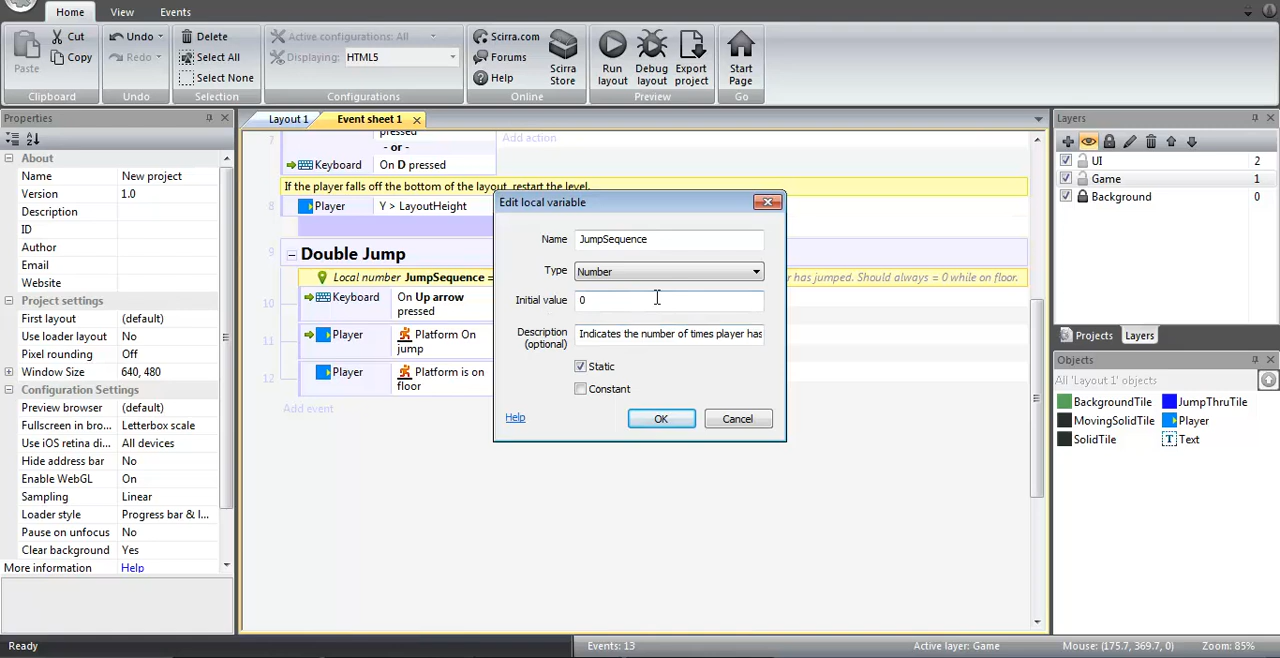 Home View Events
Cut
Copy
Paste
Clipboard
Undo
Redo
Undo
Delete
Select All
Select None
Selection
Active configurations: All
Displaying: HTML5
Configurations
Scirra.com
Forums
Help
Scirra
Store
Online
Run
layout
Debug
layout
Export
project
Preview
Start
Page
Go
Properties
About
Name New project
Version 1.0
Description
ID
Author
Email
Website
Project settings
First layout (default)
Use loader layout No
Pixel rounding Off
Window Size 640, 480
Configuration Settings
Preview browser (default)
Fullscreen in bro... Letterbox scale
Use iOS retina di... All devices
Hide address bar No
Enable WebGL On
Sampling Linear
Loader style Progress bar & l...
Pause on unfocus No
Clear background Yes
More information Help
Layout 1 Event sheet 1
7 pressed Add action
- or -
Keyboard On D pressed
If the player falls off the bottom of the layout, restart the level.
8 Player Y > LayoutHeight
9 Double Jump
Local number JumpSequence =
has jumped. Should always = 0 while on floor.
10 Keyboard On Up arrow
pressed
11 Player Platform On
jump
12 Player Platform is on
floor
Add event
Edit local variable
Name JumpSequence
Type Number
Initial value 0
Description
(optional) Indicates the number of times player has
Static
Constant
Help OK Cancel
Layers
UI 2
Game 1
Background 0
Projects Layers
Objects
All 'Layout 1' objects
BackgroundTile JumpThruTile
MovingSolidTile Player
SolidTile T Text
Ready Events: 13 Active layer: Game Mouse: (175.7, 369.7, 0) Zoom: 85%